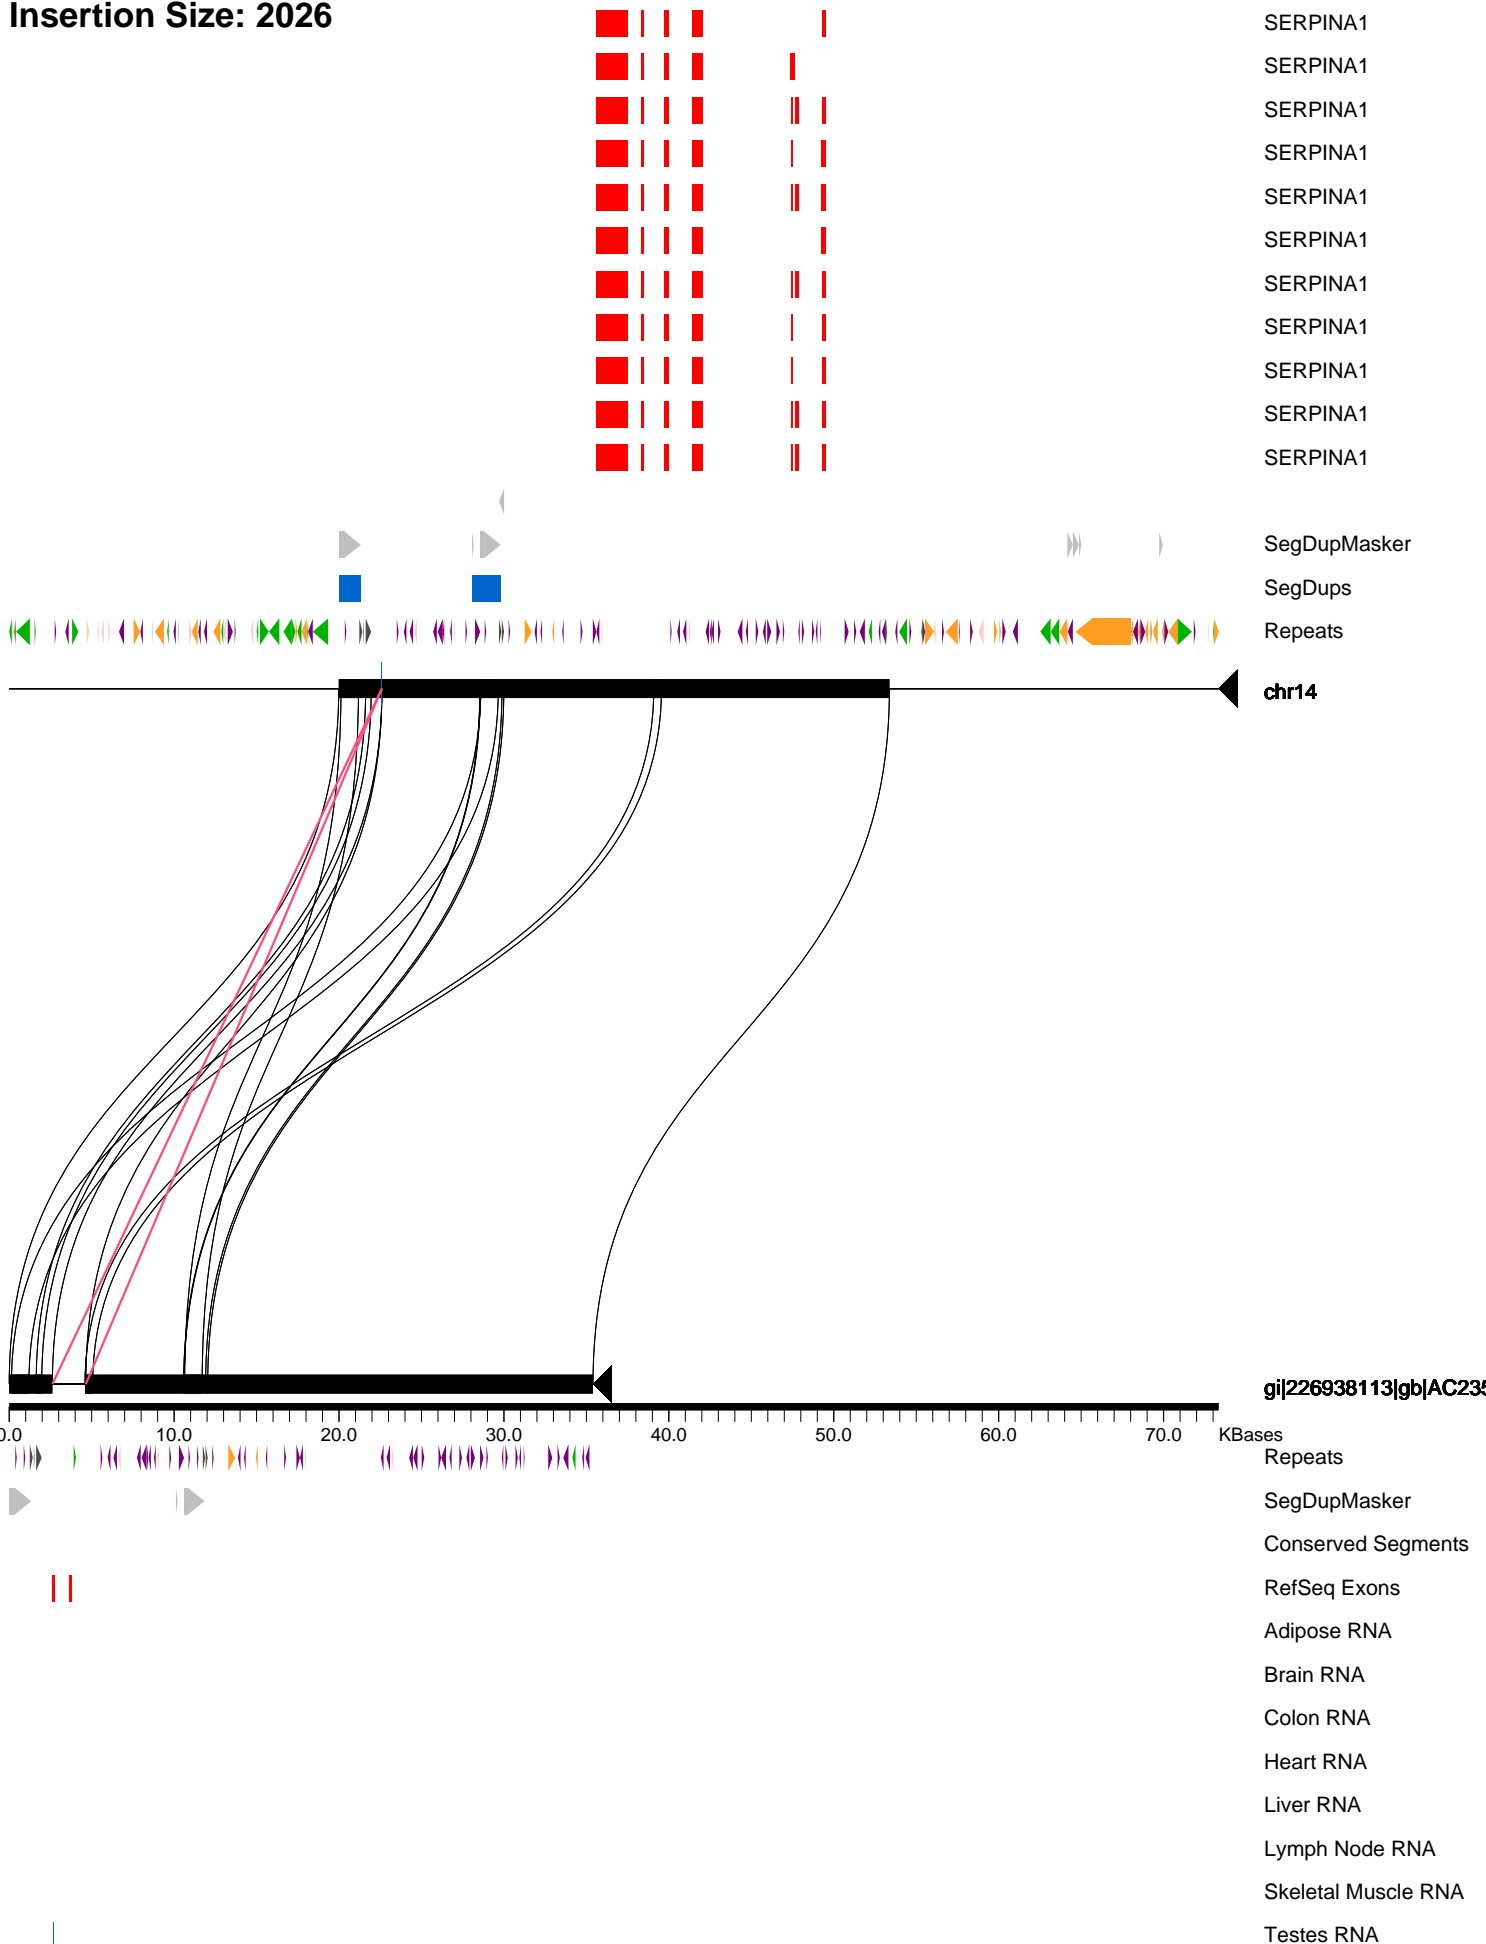 Insertion Size: 2026
SERPINA1
SERPINA1
SERPINA1
SERPINA1
SERPINA1
SERPINA1
SERPINA1
SERPINA1
SERPINA1
SERPINA1
SERPINA1
SegDupMasker
SegDups
Repeats
chr14
gi|226938113|gb|AC235
0.0 10.0 20.0 30.0 40.0 50.0 60.0 70.0 KBases
Repeats
SegDupMasker
Conserved Segments
RefSeq Exons
Adipose RNA
Brain RNA
Colon RNA
Heart RNA
Liver RNA
Lymph Node RNA
Skeletal Muscle RNA
Testes RNA